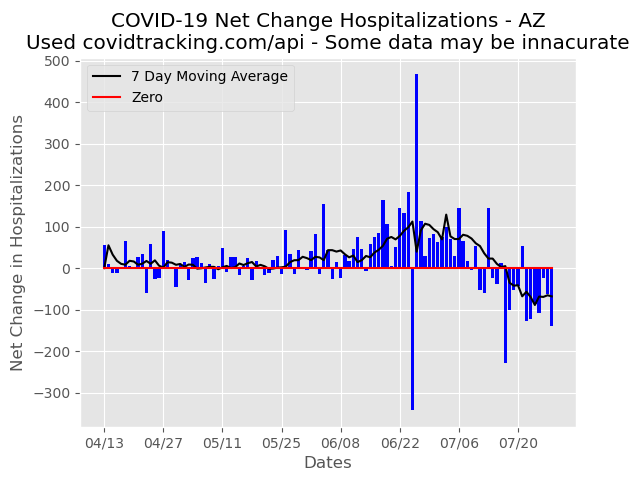 COVID-19 Net Change Hospitalizations - AZ
Used covidtracking.com/api - Some data may be innacurate
7 Day Moving Average
Zero
Net Change in Hospitalizations
500
400
300
200
100
0
−100
−200
−300
04/13 04/27 05/11 05/25 06/08 06/22 07/06 07/20
Dates